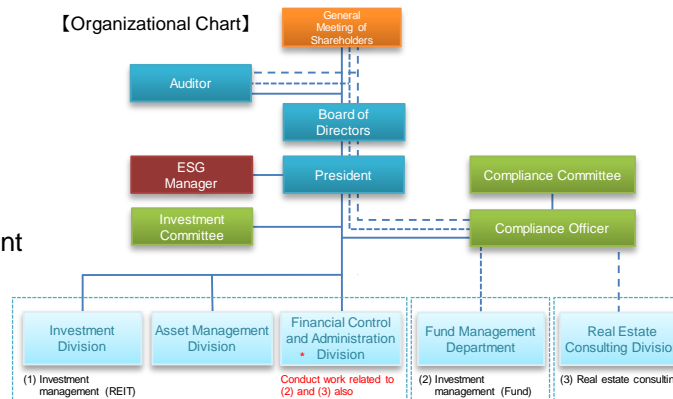 【Organizational Chart】
General
Meeting of
Shareholders
Auditor
Board of
Directors
ESG
Manager
President
Compliance Committee
Investment
Committee
Compliance Officer
nt
Investment
Division
Asset Management
Division
Financial Control
and Administration
* Division
Fund Management
Department
Real Estate
Consulting Division
(1) Investment
management (REIT)
Conduct work related to
(2) and (3) also
(2) Investment
management (Fund)
(3) Real estate consultin